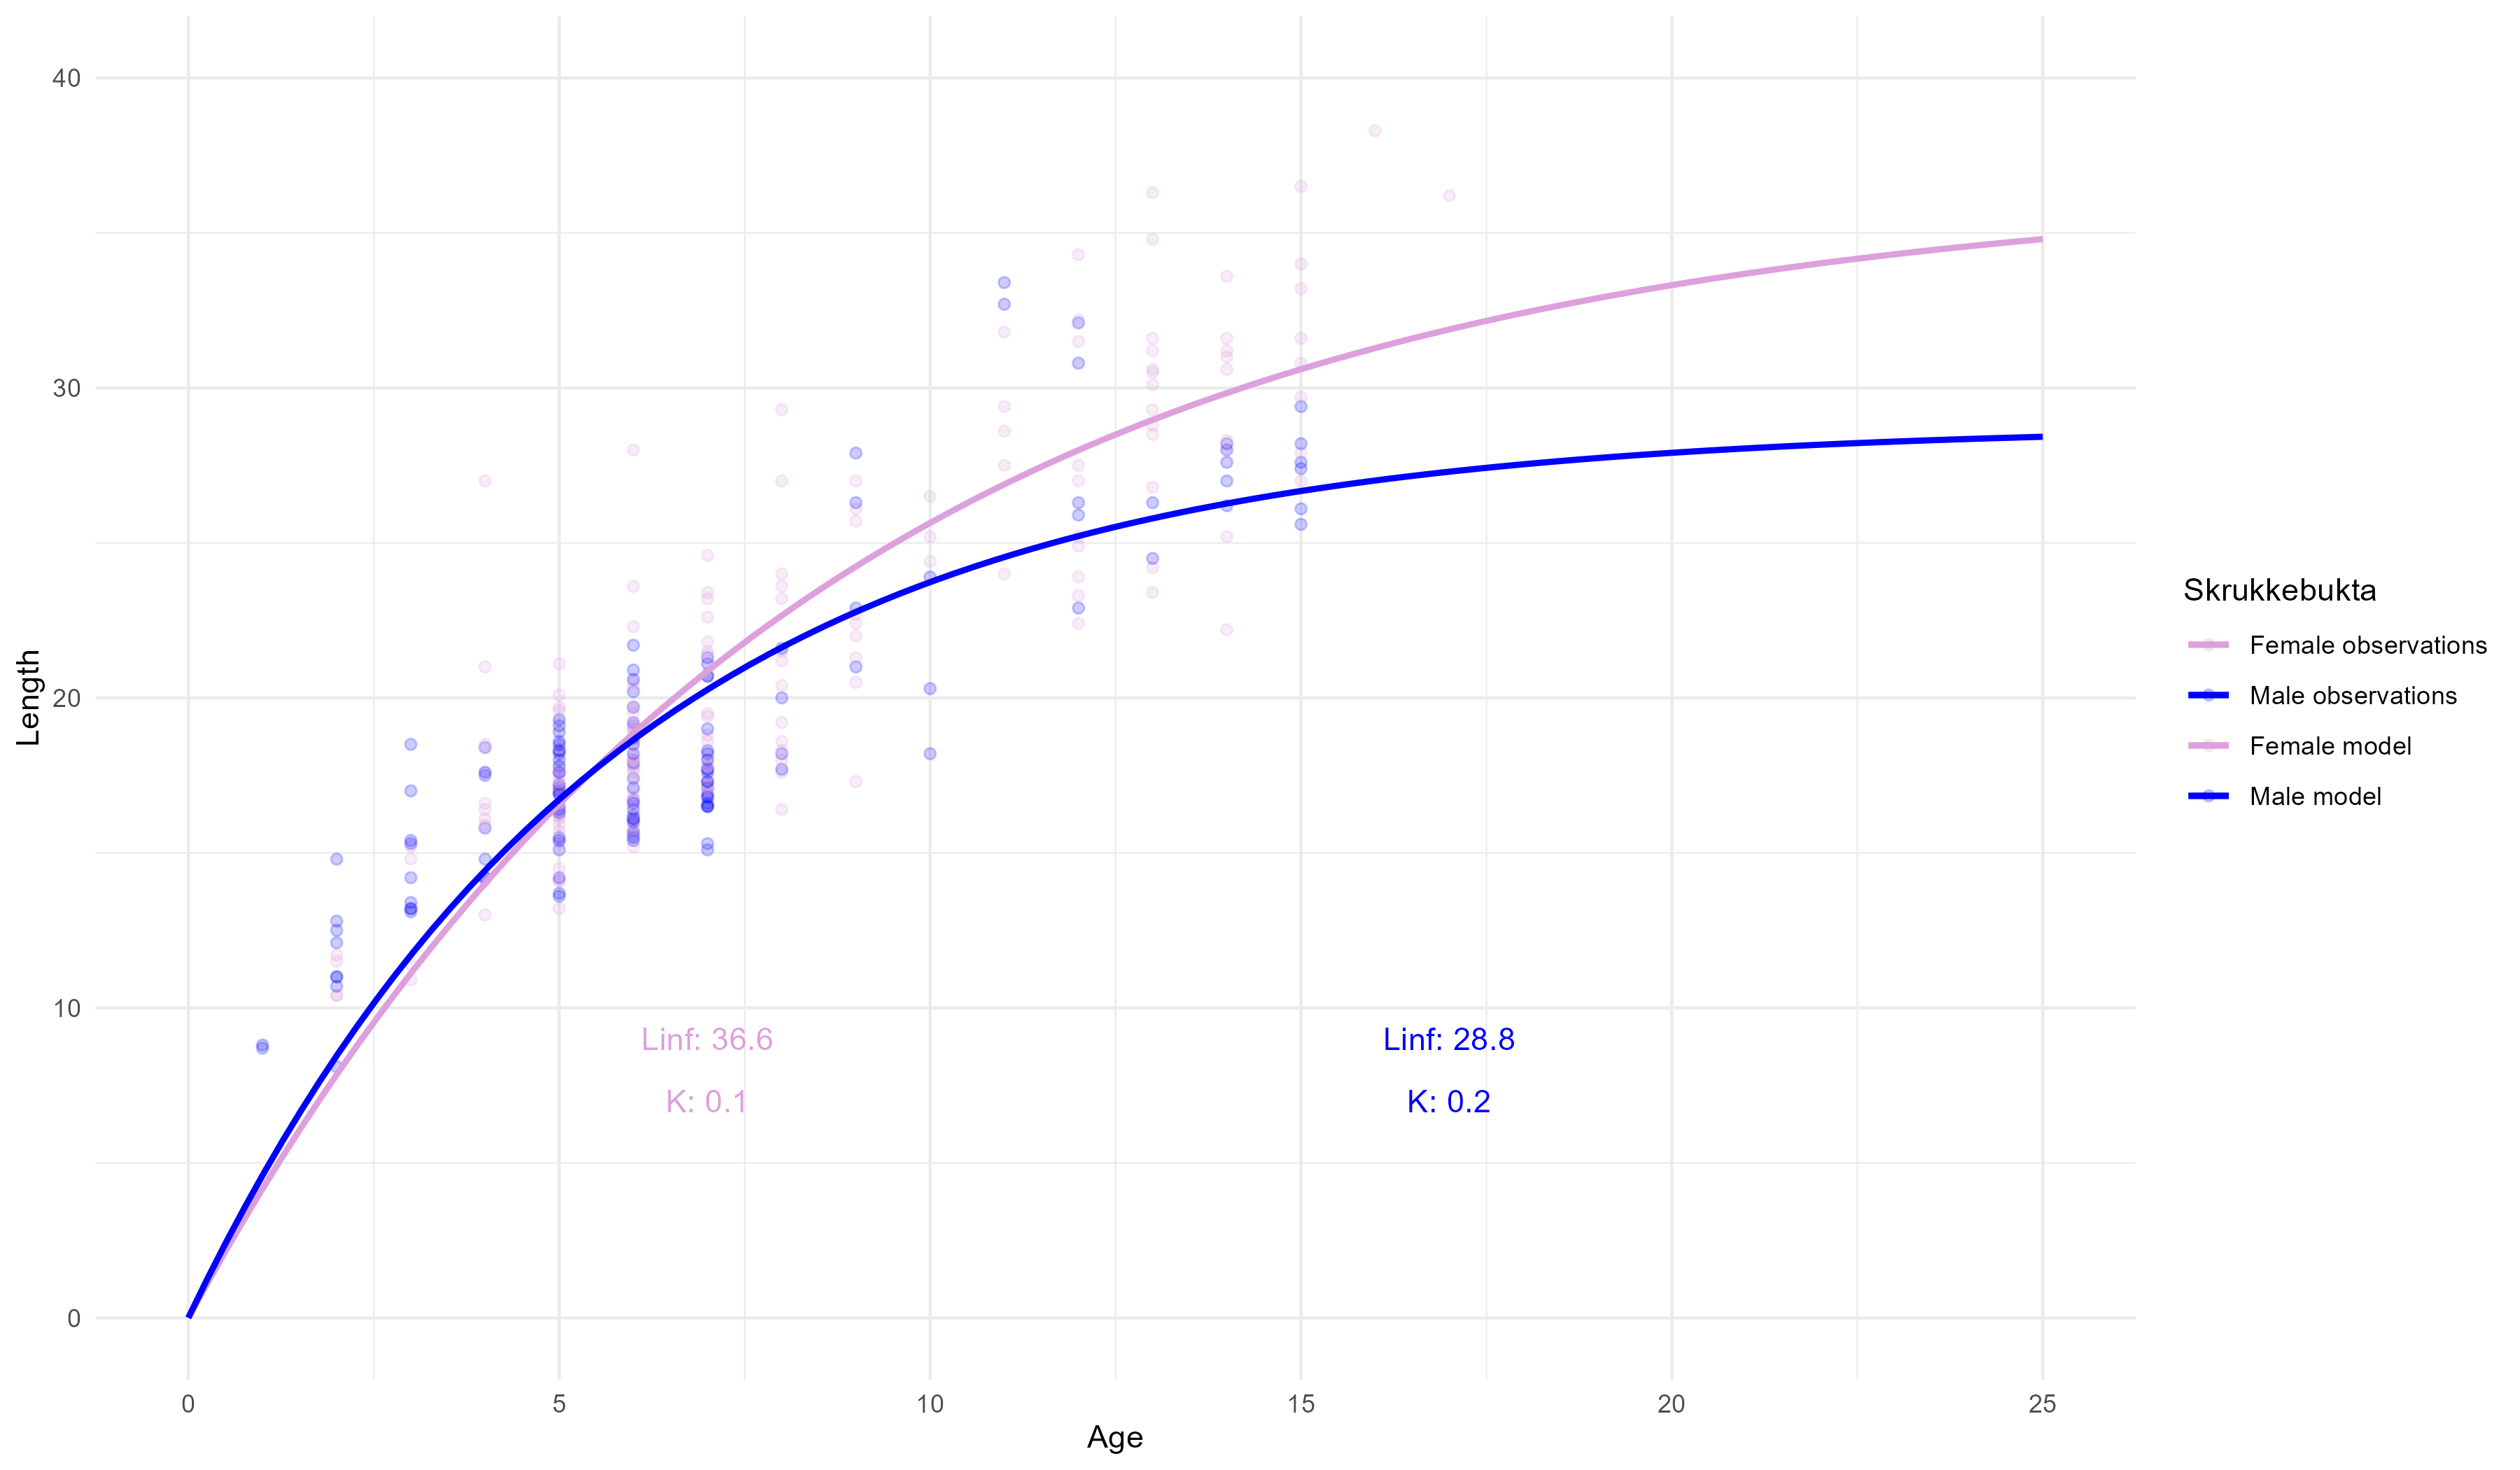 40
30
20
10
0
Length
0 5 10 15 20 25
Age
Linf: 36.6
K: 0.1
Linf: 28.8
K: 0.2
Skrukkebukta
Female observations
Male observations
Female model
Male model